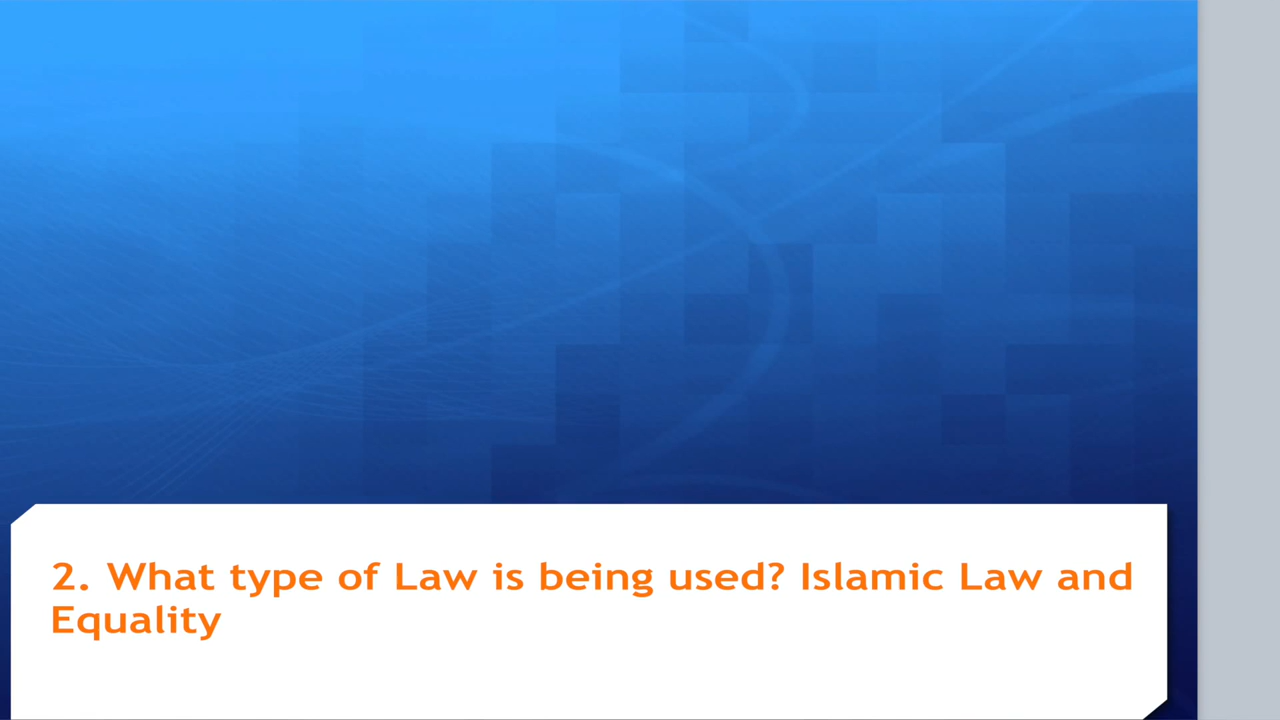 2. What type of Law is being used? Islamic Law and
Equality